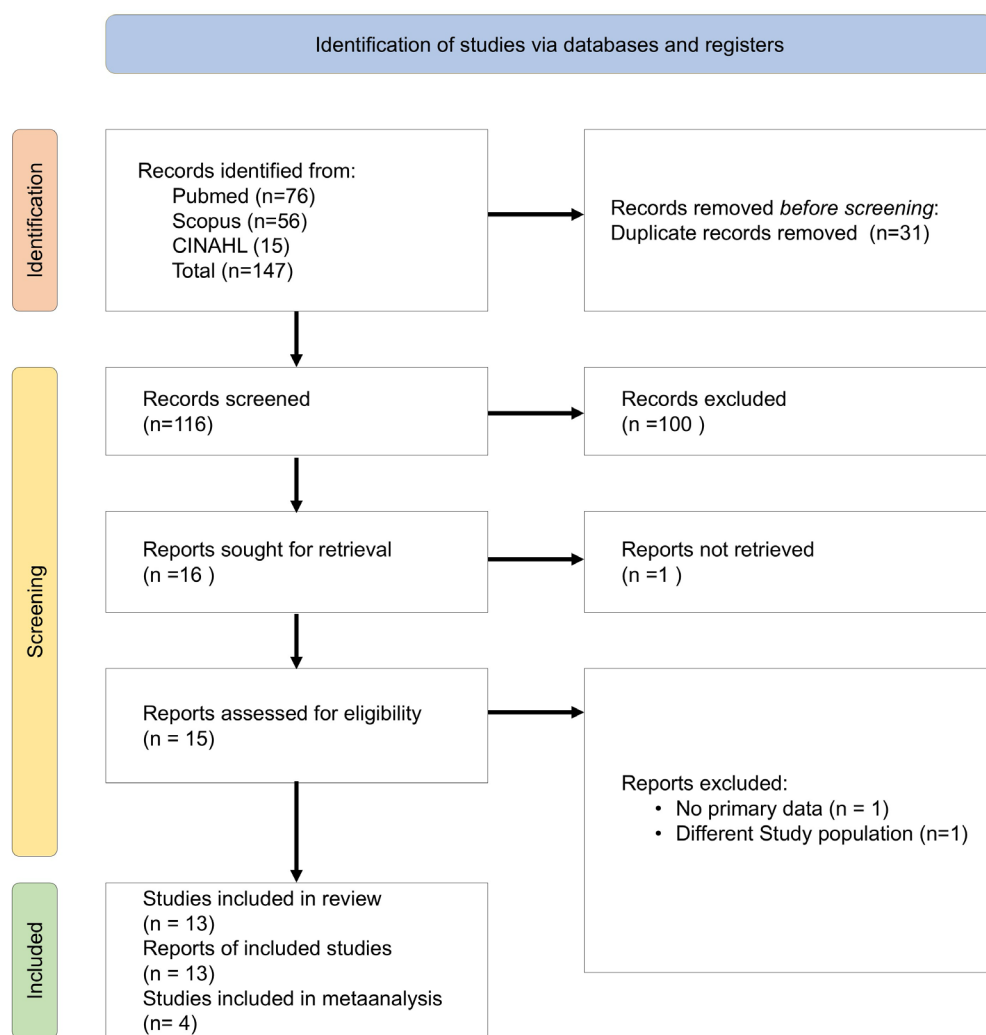 Identification of studies via databases and registers
Identification
Records identified from:
Pubmed (n=76)
Scopus (n=56)
CINAHL (15)
Total (n=147)
Records removed before screening:
Duplicate records removed (n=31)
Screening
Records screened
(n=116)
Records excluded
(n =100 )
Reports sought for retrieval
(n =16 )
Reports not retrieved
(n =1 )
Reports assessed for eligibility
(n = 15)
Reports excluded:
• No primary data (n = 1)
• Different Study population (n=1)
Included
Studies included in review
(n = 13)
Reports of included studies
(n = 13)
Studies included in metaanalysis
(n= 4)